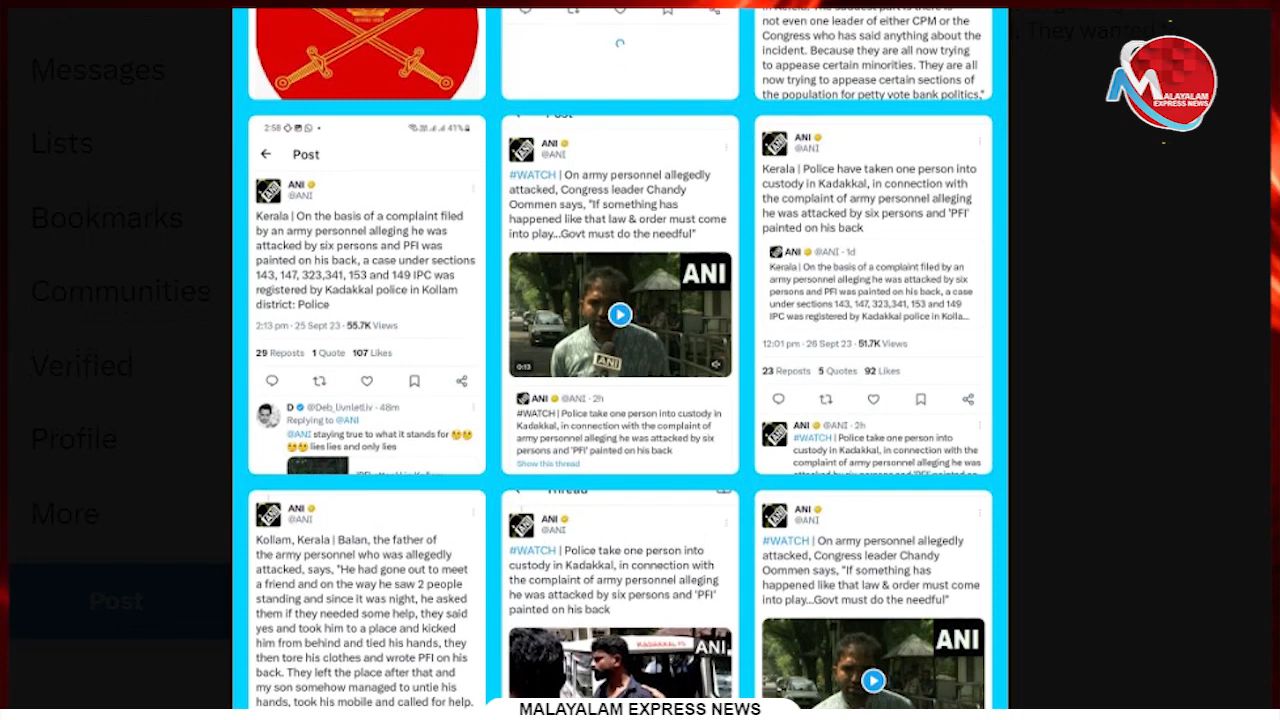 Messages
Lists
Bookmarks
Communities
Verified
Profile
More
Post
not even one leader of either CPM or the
Congress who has said anything about the
incident. Because they are all now trying
to appease certain minorities. They are all
now trying to appease certain sections of
the population for petty vote bank politics."
They wanted
MALAYALAM
EXPRESS NEWS
2:58
41%
Post
ANI
@ANI
Kerala | On the basis of a complaint filed
by an army personnel alleging he was
attacked by six persons and PFI was
painted on his back, a case under sections
143, 147, 323,341, 153 and 149 IPC was
registered by Kadakkal police in Kollam
district: Police
2:13 pm · 25 Sept 23 · 55.7K Views
29 Reposts 1 Quote 107 Likes
D @Deb_livnletliv · 48m
Replying to @ANI
@ANI staying true to what it stands for
lies lies and only lies
ANI
@ANI
#WATCH | On army personnel allegedly
attacked, Congress leader Chandy
Oommen says, "If something has
happened like that law & order must come
into play...Govt must do the needful"
ANI
ANI
0:13
ANI @ANI · 2h
#WATCH | Police take one person into custody in
Kadakkal, in connection with the complaint of
army personnel alleging he was attacked by six
persons and 'PFI' painted on his back
Show this thread
ANI
@ANI
Kerala | Police have taken one person into
custody in Kadakkal, in connection with
the complaint of army personnel alleging
he was attacked by six persons and 'PFI'
painted on his back
ANI @ANI · 1d
Kerala | On the basis of a complaint filed by an
army personnel alleging he was attacked by six
persons and PFI was painted on his back, a case
under sections 143, 147, 323,341, 153 and 149
IPC was registered by Kadakkal police in Kolla...
12:01 pm · 26 Sept 23 · 51.7K Views
23 Reposts 5 Quotes 92 Likes
ANI @ANI · 2h
#WATCH | Police take one person into
custody in Kadakkal, in connection with the
complaint of army personnel alleging he was
ANI
@ANI
Kollam, Kerala | Balan, the father of
the army personnel who was allegedly
attacked, says, "He had gone out to meet
a friend and on the way he saw 2 people
standing and since it was night, he asked
them if they needed some help, they said
yes and took him to a place and kicked
him from behind and tied his hands, they
then tore his clothes and wrote PFI on his
back. They left the place after that and
my son somehow managed to untie his
hands, took his mobile and called for help.
Thread
ANI
@ANI
#WATCH | Police take one person into
custody in Kadakkal, in connection with
the complaint of army personnel alleging
he was attacked by six persons and 'PFI'
painted on his back
KADAKKAL
ANI
ANI
@ANI
#WATCH | On army personnel allegedly
attacked, Congress leader Chandy
Oommen says, "If something has
happened like that law & order must come
into play...Govt must do the needful"
ANI
MALAYALAM EXPRESS NEWS